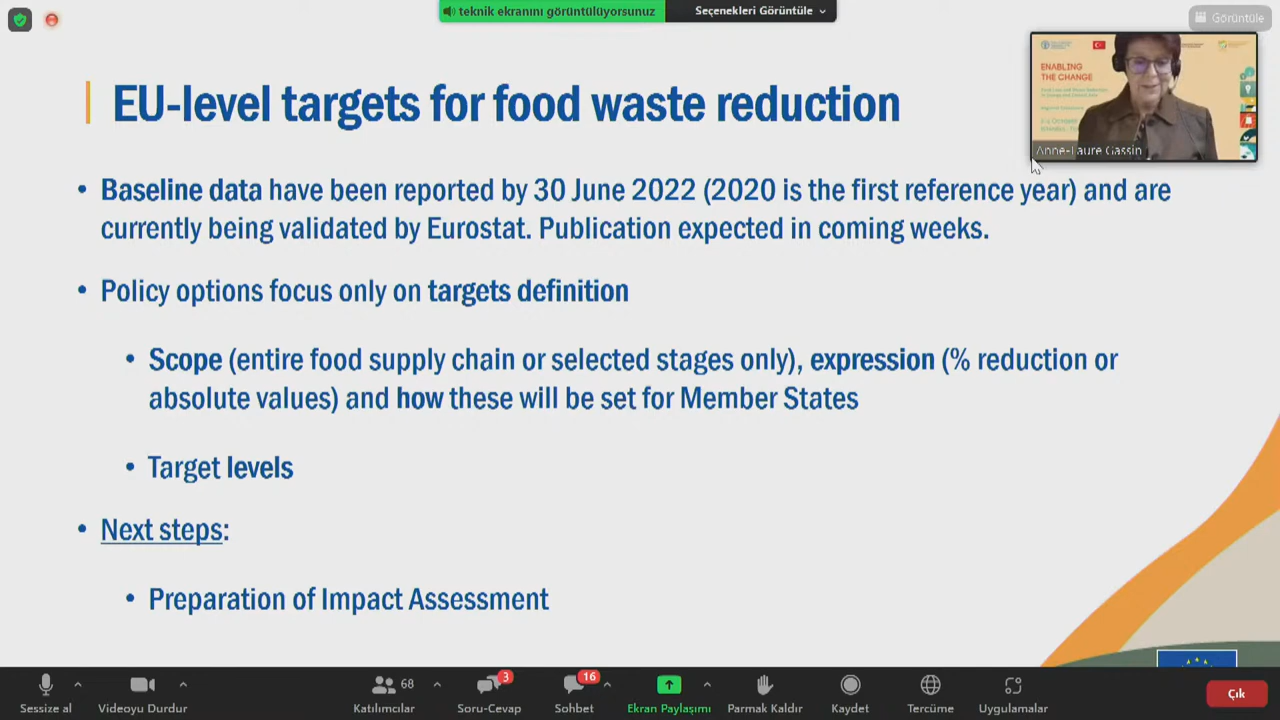 teknik ekranını görüntülüyorsunuz
Seçenekleri Görüntüle
Görüntüle
EU-level targets for food waste reduction
ENABLING
THE CHANGE
Anne-Laure Gassin
• Baseline data have been reported by 30 June 2022 (2020 is the first reference year) and are
currently being validated by Eurostat. Publication expected in coming weeks.
• Policy options focus only on targets definition
• Scope (entire food supply chain or selected stages only), expression (% reduction or
absolute values) and how these will be set for Member States
• Target levels
• Next steps:
• Preparation of Impact Assessment
68
3
16
Sessize al
Videoyu Durdur
Katılımcılar
Soru-Cevap
Sohbet
Ekran Paylaşımı
Parmak Kaldır
Kaydet
Tercüme
Uygulamalar
Çık